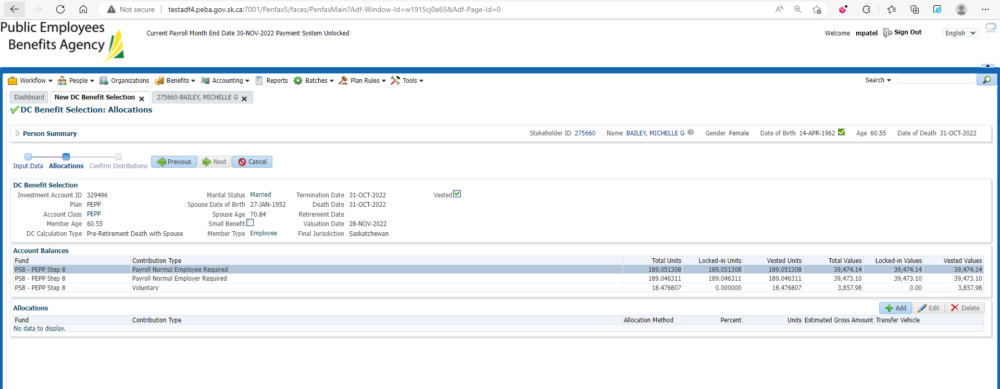 Not secure testadf4.peba.gov.sk.ca:7001/Penfax5/faces/PenfaxMain?Adf-Window-Id=w1915cj0e65&Adf-Page-Id=0
Public Employees
Benefits Agency
Current Payroll Month End Date 30-NOV-2022 Payment System Unlocked
Welcome mpatel Sign Out English
Workflow People Organizations Benefits Accounting Reports Batches Plan Rules Tools Search
Dashboard New DC Benefit Selection 275660-BAILEY, MICHELLE G
DC Benefit Selection: Allocations
Person Summary Stakeholder ID 275660 Name BAILEY, MICHELLE G Gender Female Date of Birth 14-APR-1962 Age 60.55 Date of Death 31-OCT-2022
Input Data Allocations Confirm Distributions Previous Next Cancel
DC Benefit Selection
Investment Account ID 329496 Marital Status Married Termination Date 31-OCT-2022 Vested
Plan PEPP Spouse Date of Birth 27-JAN-1952 Death Date 31-OCT-2022
Account Class PEPP Spouse Age 70.84 Retirement Date
Member Age 60.55 Small Benefit Valuation Date 28-NOV-2022
DC Calculation Type Pre-Retirement Death with Spouse Member Type Employee Final Jurisdiction Saskatchewan
Account Balances
Fund Contribution Type Total Units Locked-in Units Vested Units Total Values Locked-in Values Vested Values
PS8 - PEPP Step 8 Payroll Normal Employee Required 189.051308 189.051308 189.051308 39,474.14 39,474.14 39,474.14
PS8 - PEPP Step 8 Payroll Normal Employer Required 189.046311 189.046311 189.046311 39,473.10 39,473.10 39,473.10
PS8 - PEPP Step 8 Voluntary 18.476807 0.000000 18.476807 3,857.98 0.00 3,857.98
Allocations Add Edit Delete
Fund Contribution Type Allocation Method Percent Units Estimated Gross Amount Transfer Vehicle
No data to display.